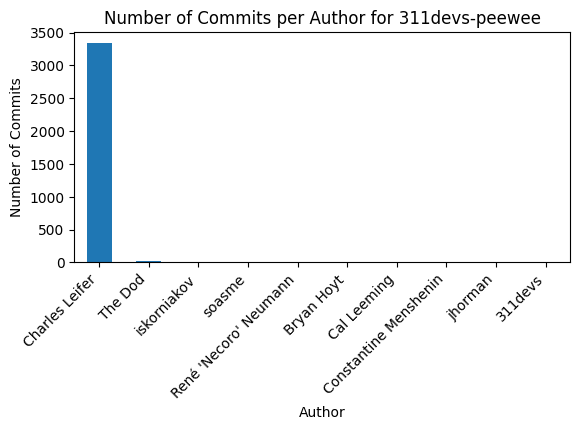 Number of Commits per Author for 311devs-peewee
Number of Commits
3500
3000
2500
2000
1500
1000
500
0
Charles Leifer
The Dod
iskorniakov
soasme
René 'Necoro' Neumann
Bryan Hoyt
Cal Leeming
Constantine Menshenin
jhorman
311devs
Author